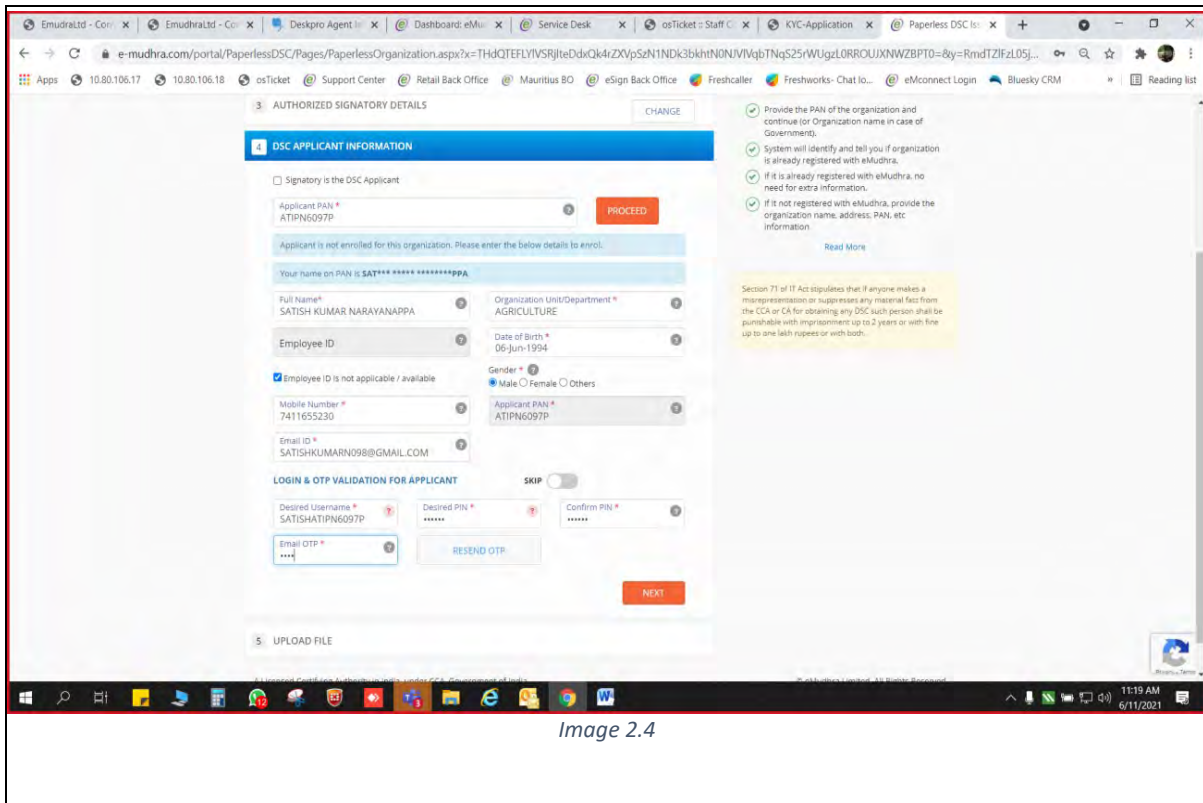 EmudraLtd - Con
EmudhraLtd - Co
Deskpro Agent In
Dashboard: eMu
Service Desk
osTicket :: Staff C
KYC-Application
Paperless DSC Iss
10.80.106.17
10.80.106.18
osTicket
Support Center
Retail Back Office
Mauritius BO
eSign Back Office
Freshcaller
Freshworks- Chat lo...
eMconnect Login
Bluesky CRM
»
Reading list
Apps
3 AUTHORIZED SIGNATORY DETAILS
CHANGE
4 DSC APPLICANT INFORMATION
Signatory is the DSC Applicant
Applicant PAN *
ATIPN6097P
PROCEED
Applicant is not enrolled for this organization. Please enter the below details to enrol.
Your name on PAN is SAT*** ***** ********PPA
Full Name*
SATISH KUMAR NARAYANAPPA
Organization Unit/Department *
AGRICULTURE
Employee ID
Date of Birth *
06-Jun-1994
Employee ID is not applicable / available
Gender *
Male Female Others
Mobile Number *
7411655230
Applicant PAN *
ATIPN6097P
Email ID *
SATISHKUMARN098@GMAIL.COM
LOGIN & OTP VALIDATION FOR APPLICANT
SKIP
Desired Username *
SATISHATIPN6097P
Desired PIN *
••••••
Confirm PIN *
••••••
Email OTP *
••••
RESEND OTP
NEXT
5 UPLOAD FILE
Provide the PAN of the organization and
continue (or Organization name in case of
Government).
System will identify and tell you if organization
is already registered with eMudhra.
If it is already registered with eMudhra, no
need for extra information.
If it not registered with eMudhra, provide the
organization name, address, PAN, etc
information
Read More
Section 71 of IT Act stipulates that if anyone makes a
misrepresentation or suppresses any material fact from
the CCA or CA for obtaining any DSC such person shall be
punishable with imprisonment up to 2 years or with fine
up to one lakh rupees or with both.
11:19 AM
6/11/2021
Image 2.4